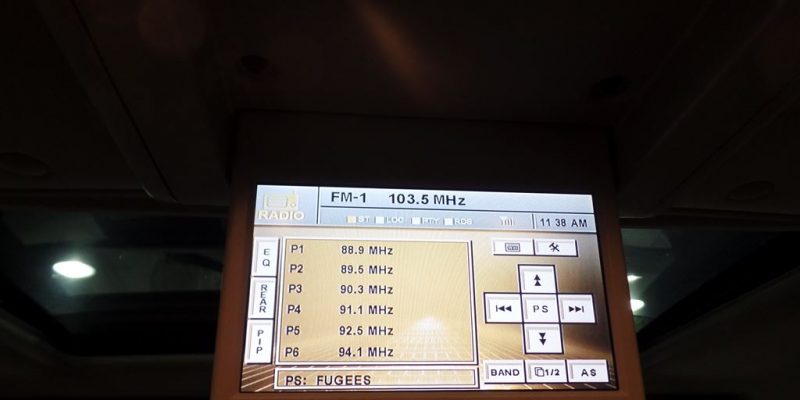 RADIO
FM-1 103.5 MHz
ST LOC RTY RDS
11 38 AM
EQ
REAR
PIP
P1 88.9 MHz
P2 89.5 MHz
P3 90.3 MHz
P4 91.1 MHz
P5 92.5 MHz
P6 94.1 MHz
PS: FUGEES
PS
BAND
1/2
AS